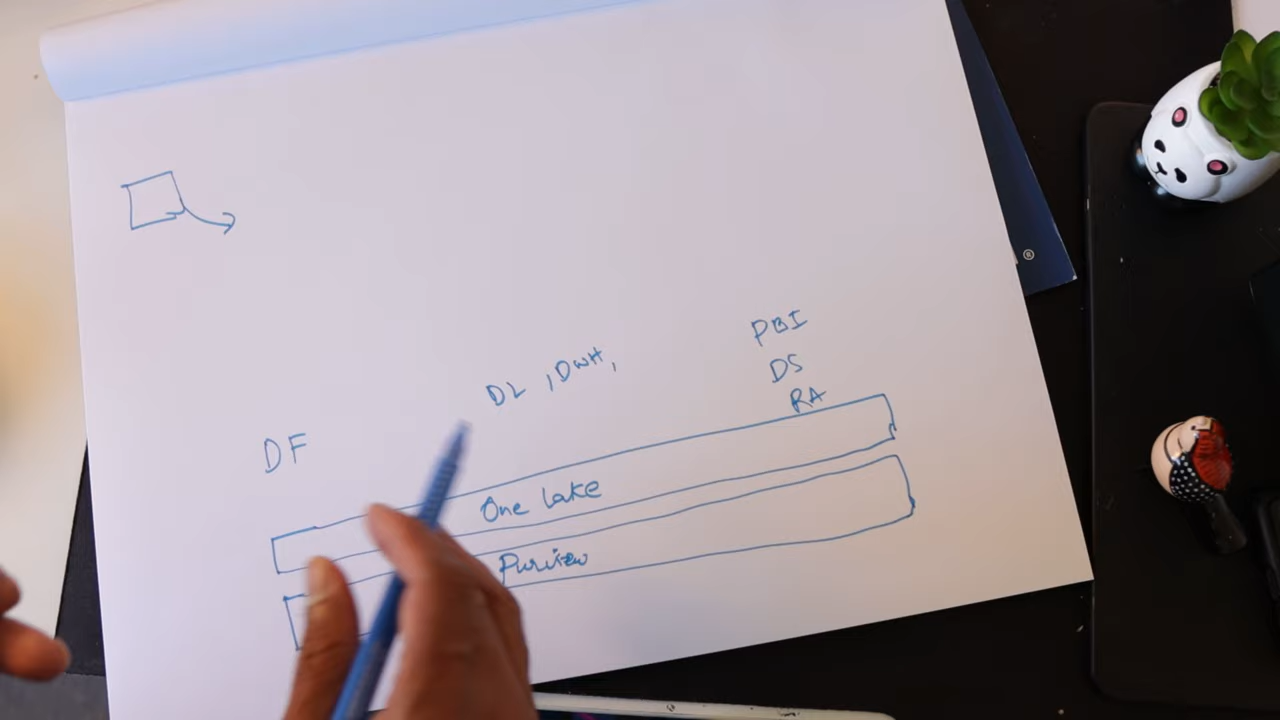 PBI
DL , DWH,
DS
RA
DF
One lake
Purview
®